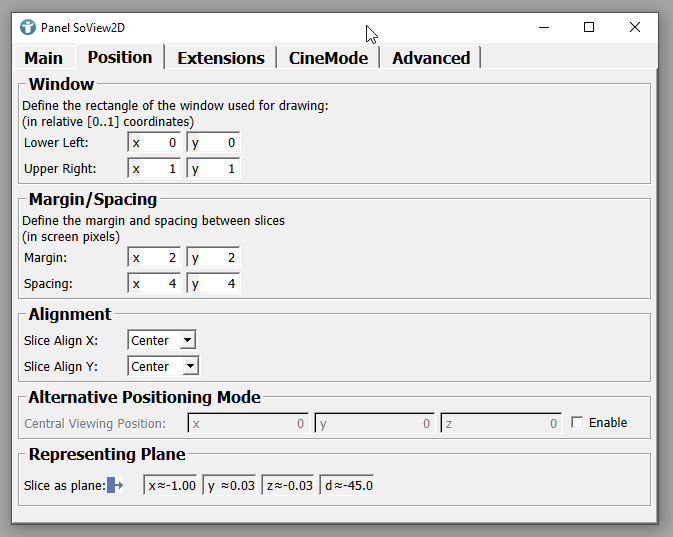 Panel SoView2D
Main Position Extensions CineMode Advanced
Window
Define the rectangle of the window used for drawing:
(in relative [0..1] coordinates)
Lower Left: x 0 y 0
Upper Right: x 1 y 1
Margin/Spacing
Define the margin and spacing between slices
(in screen pixels)
Margin: x 2 y 2
Spacing: x 4 y 4
Alignment
Slice Align X: Center
Slice Align Y: Center
Alternative Positioning Mode
Central Viewing Position: x 0 y 0 z 0 Enable
Representing Plane
Slice as plane: x≈-1.00 y ≈0.03 z≈-0.03 d≈-45.0